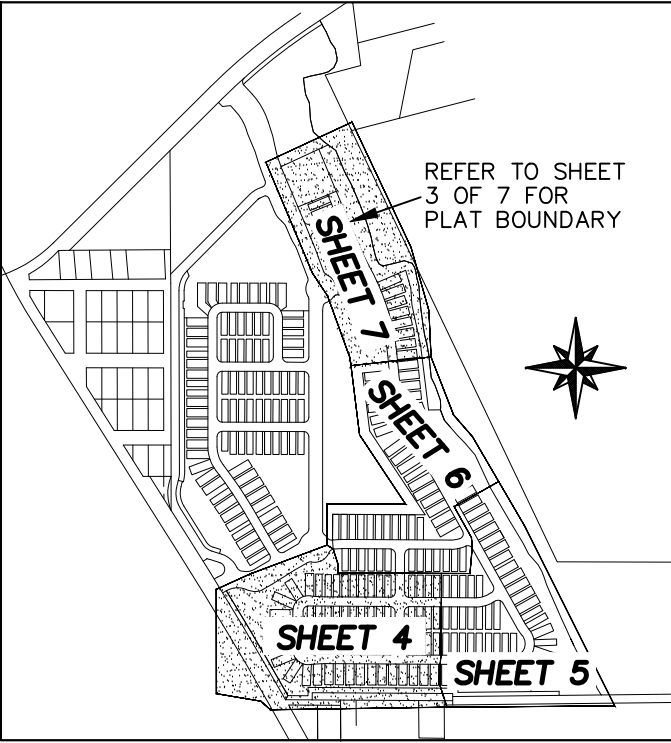 REFER TO SHEET
3 OF 7 FOR
PLAT BOUNDARY
SHEET 7
SHEET 6
SHEET 4
SHEET 5